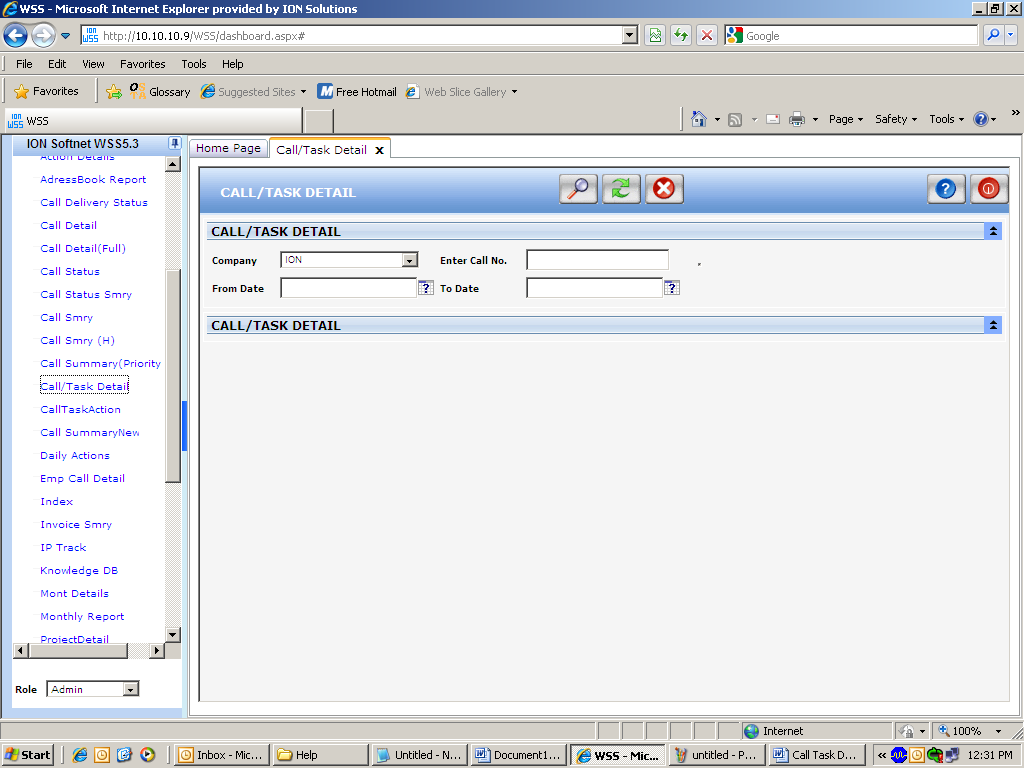 WSS - Microsoft Internet Explorer provided by ION Solutions
ION WSS http://10.10.10.9/WSS/dashboard.aspx# Google
File Edit View Favorites Tools Help
Favorites Glossary Suggested Sites Free Hotmail Web Slice Gallery
ION WSS WSS Page Safety Tools »
ION Softnet WSS5.3 Home Page Call/Task Detail x
Action Details
AdressBook Report
Call Delivery Status
Call Detail
Call Detail(Full)
Call Status
Call Status Smry
Call Smry
Call Smry (H)
Call Summary(Priority
Call/Task Detail
CallTaskAction
Call SummaryNew
Daily Actions
Emp Call Detail
Index
Invoice Smry
IP Track
Knowledge DB
Mont Details
Monthly Report
ProjectDetail
Role Admin
CALL/TASK DETAIL
CALL/TASK DETAIL
Company ION Enter Call No.
From Date ? To Date ?
CALL/TASK DETAIL
Internet 100%
Start Inbox - Mic... Help Untitled - N... Document1... WSS - Mic... untitled - P... Call Task D... « 12:31 PM